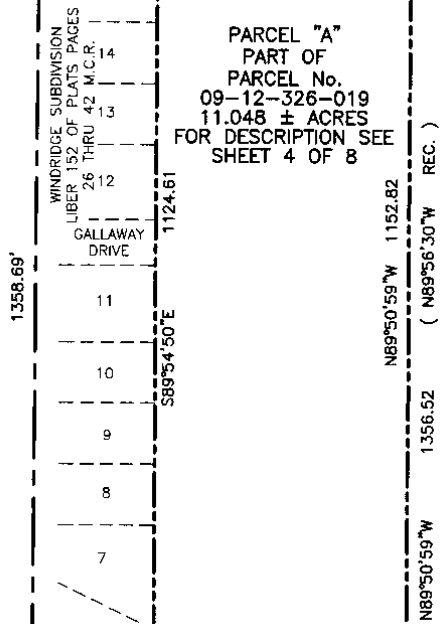 WINDRIDGE SUBDIVISION
LIBER 152 OF PLATS PAGES
26 THRU 42 M.C.R.
14
13
12
GALLAWAY
DRIVE
11
10
9
8
7
1358.69'
1124.61
S89°54'50"E
PARCEL "A"
PART OF
PARCEL No.
09-12-326-019
11.048 ± ACRES
FOR DESCRIPTION SEE
SHEET 4 OF 8
N89°50'59"W 1152.82
N89°50'59"W 1356.52 ( N89°56'30"W REC. )